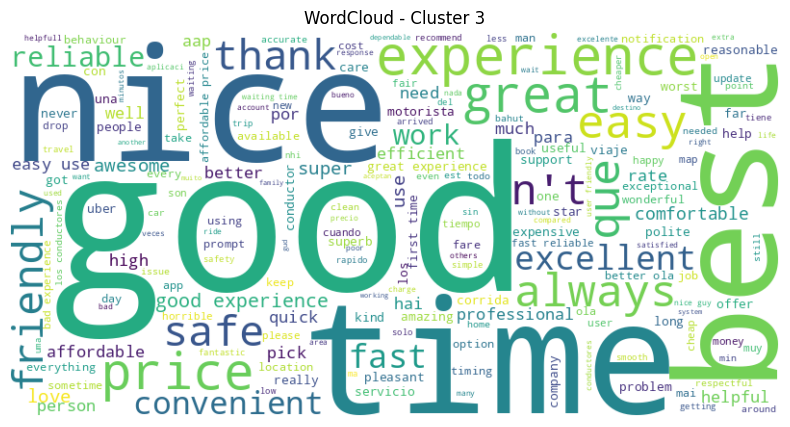 WordCloud - Cluster 3
helpfull accurate dependable recommend less excelente extra
reliable behaviour aap thank cost response experience man notification reasonable
aplicaci con care cheaper open wait
nice waiting fair worst update
minutos una perfect account new need del nada way point
never well affordable price bueno great destino tiene
drop people por motorista far needed help life
trip give much para easy right
travel take available work bahut viaje map
easy use another awesome nhi efficient useful support book happy
got want every super great experience even est todo rate
used better n't one exceptional
son muito family aceptan que without wonderful user friendly best
uber conductor use tiempo sin star compared comfortable
friendly los conductores car using clean precio los first time expensive polite satisfied still
veces ride cuando fare fast reliable
high prompt good superb others excellent
issue safety gud poor rapido simple better ola job
bad experience day app keep hai charge corrida always nice guy offer
bad good experience working amazing ola system
uma horrible safe quick please kind solo professional home user long cheap money
affordable fantastic pick area fast option conductores smooth min muy
everything location timing problem respectful
price really low time pleasant company mai helpful
love sometime servicio getting around
person convenient ma many